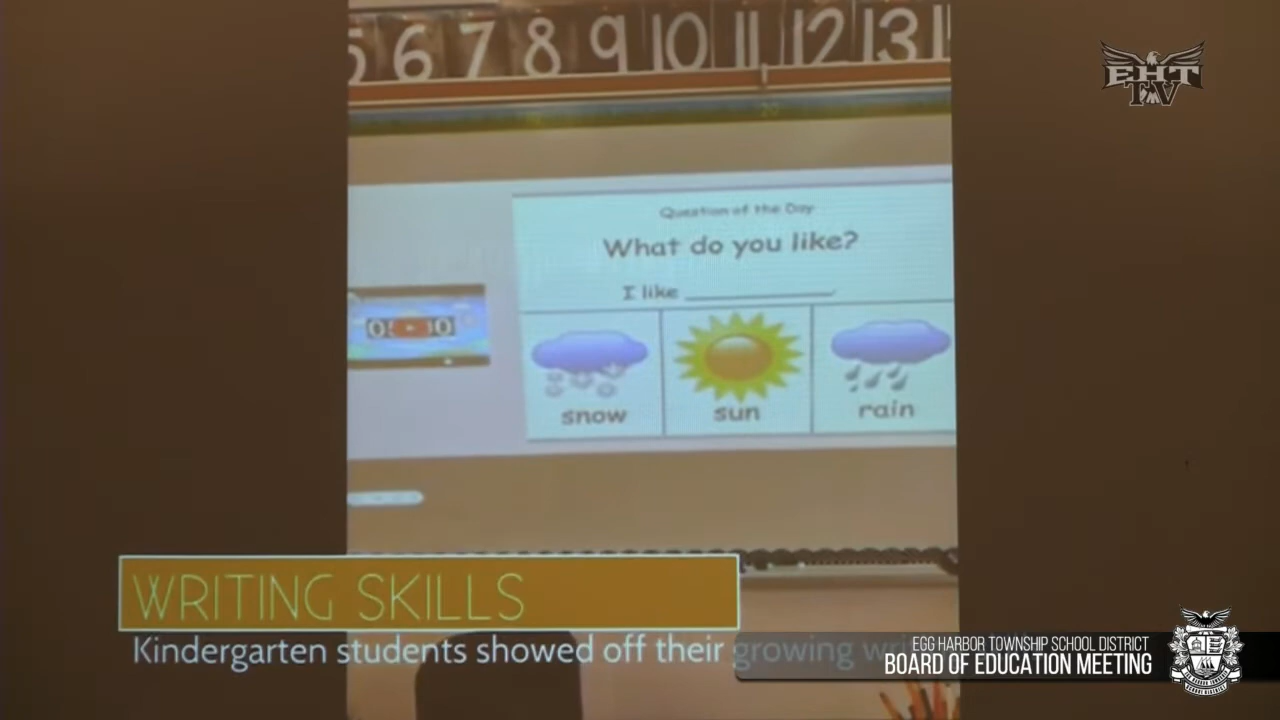 6 7 8 9 10 11 12 13
EHT
TV
20
Question of the Day
What do you like?
I like
snow
sun
rain
WRITING SKILLS
Kindergarten students showed off their growing
EGG HARBOR TOWNSHIP SCHOOL DISTRICT
BOARD OF EDUCATION MEETING